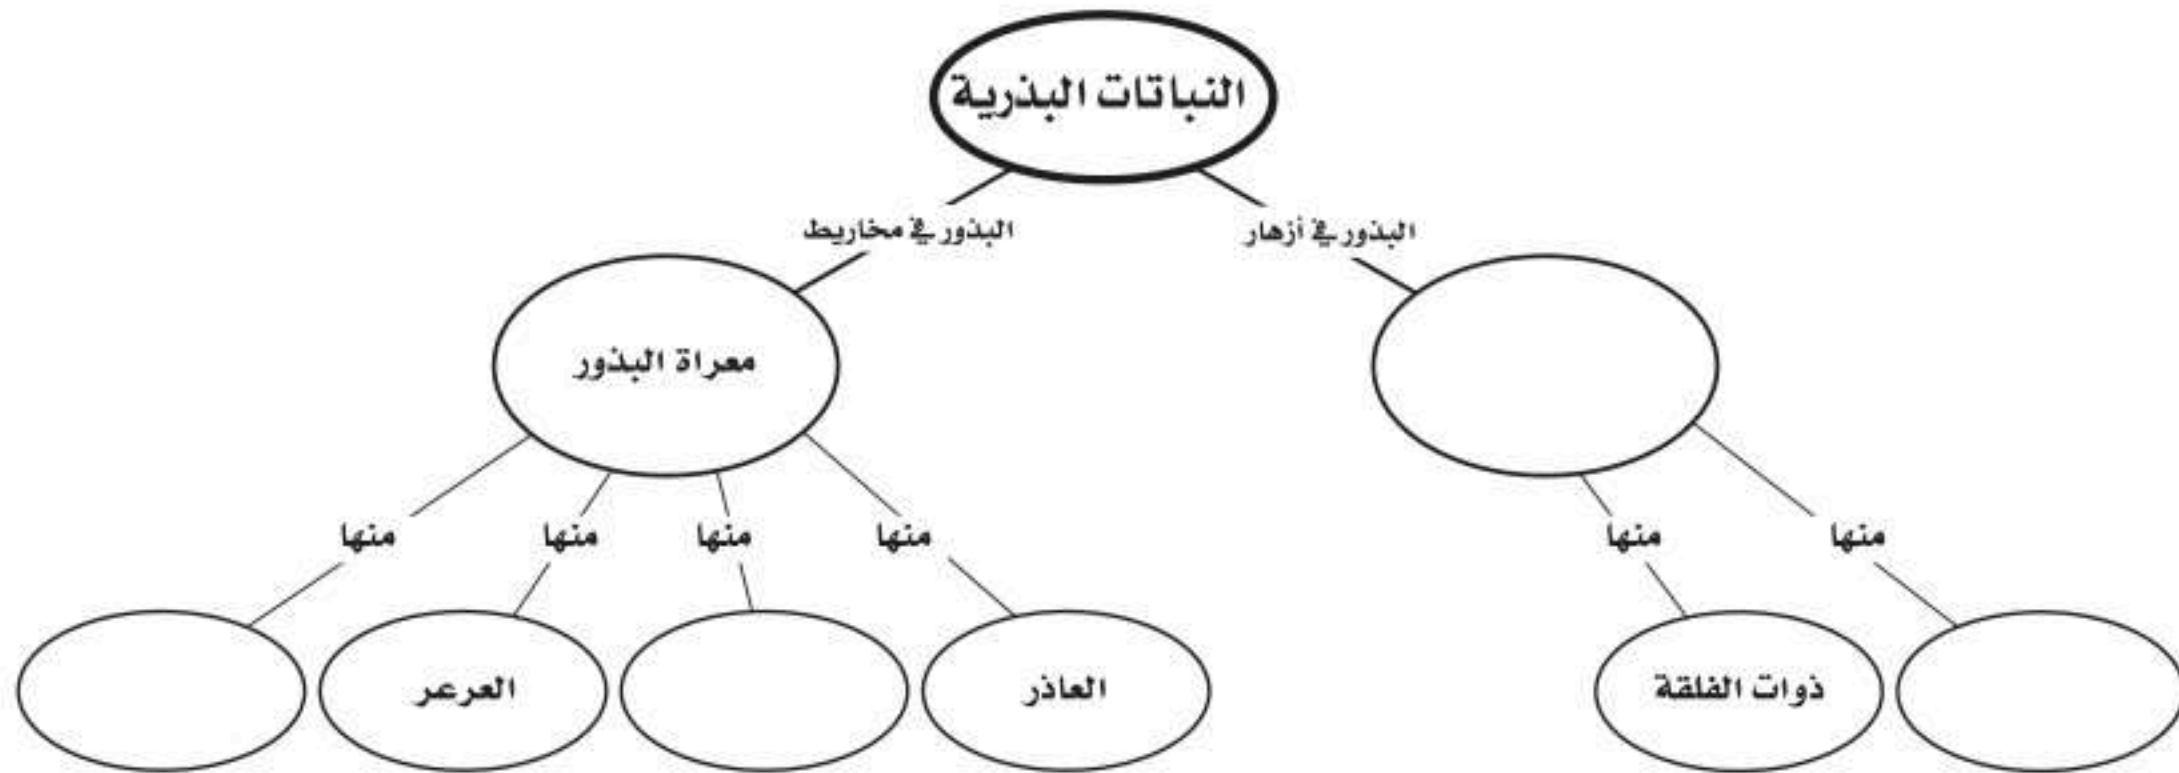 النباتات البذرية
البذور في أزهار
البذور في مخاريط
معراة البذور
منها
منها
منها
منها
منها
منها
ذوات الفلقة
العاذر
العرعر